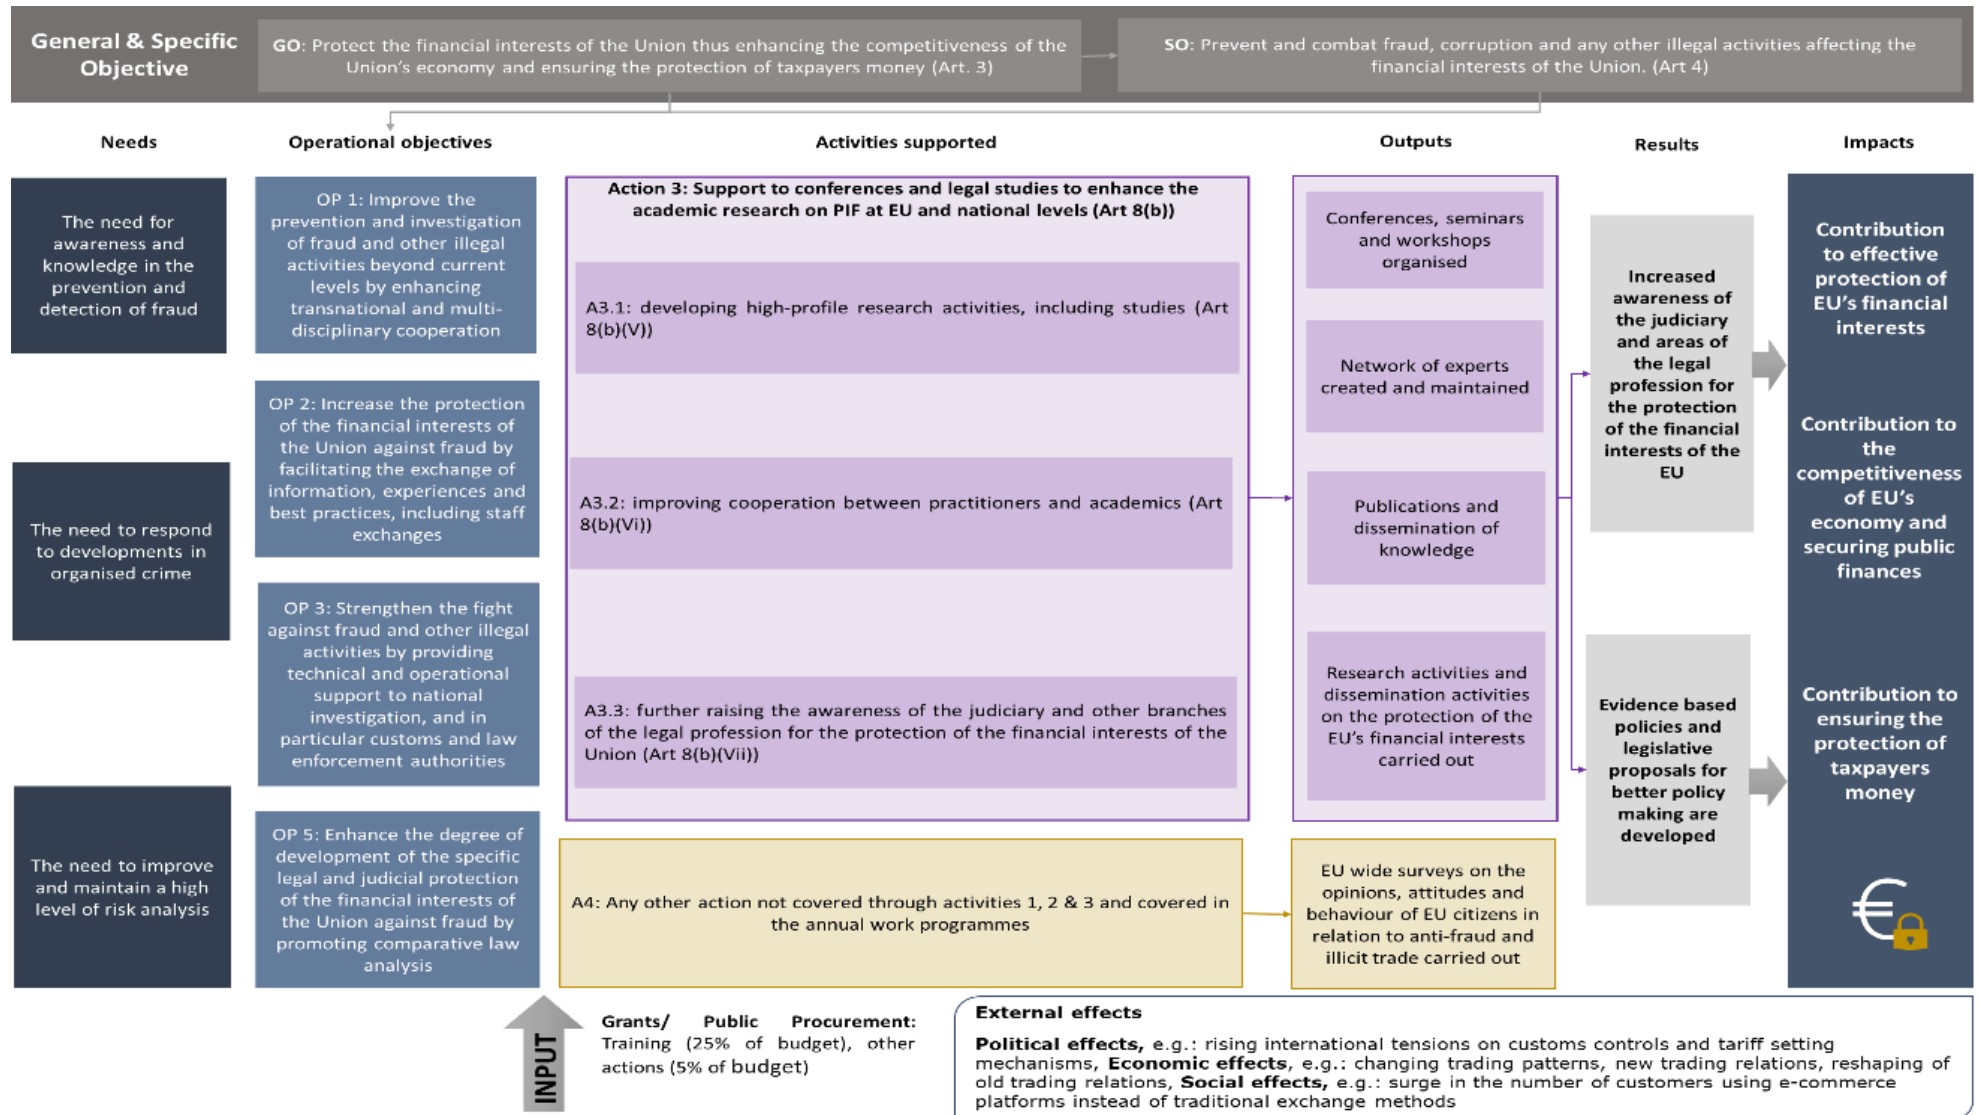 General & Specific
Objective
GO: Protect the financial interests of the Union thus enhancing the competitiveness of the
Union's economy and ensuring the protection of taxpayers money (Art. 3)
SO: Prevent and combat fraud, corruption and any other illegal activities affecting the
financial interests of the Union. (Art 4)
Needs
Operational objectives
Activities supported
Outputs
Results
Impacts
The need for
awareness and
knowledge in the
prevention and
detection of fraud
The need to respond
to developments in
organised crime
The need to improve
and maintain a high
level of risk analysis
OP 1: Improve the
prevention and investigation
of fraud and other illegal
activities beyond current
levels by enhancing
transnational and multi-
disciplinary cooperation
OP 2: Increase the protection
of the financial interests of
the Union against fraud by
facilitating the exchange of
information, experiences and
best practices, including staff
exchanges
OP 3: Strengthen the fight
against fraud and other illegal
activities by providing
technical and operational
support to national
investigation, and in
particular customs and law
enforcement authorities
OP 5: Enhance the degree of
development of the specific
legal and judicial protection
of the financial interests of
the Union against fraud by
promoting comparative law
analysis
Action 3: Support to conferences and legal studies to enhance the
academic research on PIF at EU and national levels (Art 8(b))
A3.1: developing high-profile research activities, including studies (Art
8(b)(V))
A3.2: improving cooperation between practitioners and academics (Art
8(b)(Vi))
A3.3: further raising the awareness of the judiciary and other branches
of the legal profession for the protection of the financial interests of the
Union (Art 8(b)(Vii))
A4: Any other action not covered through activities 1, 2 & 3 and covered in
the annual work programmes
Conferences, seminars
and workshops
organised
Network of experts
created and maintained
Publications and
dissemination of
knowledge
Research activities and
dissemination activities
on the protection of the
EU's financial interests
carried out
EU wide surveys on the
opinions, attitudes and
behaviour of EU citizens in
relation to anti-fraud and
illicit trade carried out
Increased
awareness of
the judiciary
and areas of
the legal
profession for
the protection
of the financial
interests of the
EU
Evidence based
policies and
legislative
proposals for
better policy
making are
developed
Contribution
to effective
protection of
EU's financial
interests
Contribution to
the
competitiveness
of EU's
economy and
securing public
finances
Contribution to
ensuring the
protection of
taxpayers
money
€
INPUT
Grants/ Public Procurement:
Training (25% of budget), other
actions (5% of budget)
External effects
Political effects, e.g.: rising international tensions on customs controls and tariff setting
mechanisms, Economic effects, e.g.: changing trading patterns, new trading relations, reshaping of
old trading relations, Social effects, e.g.: surge in the number of customers using e-commerce
platforms instead of traditional exchange methods